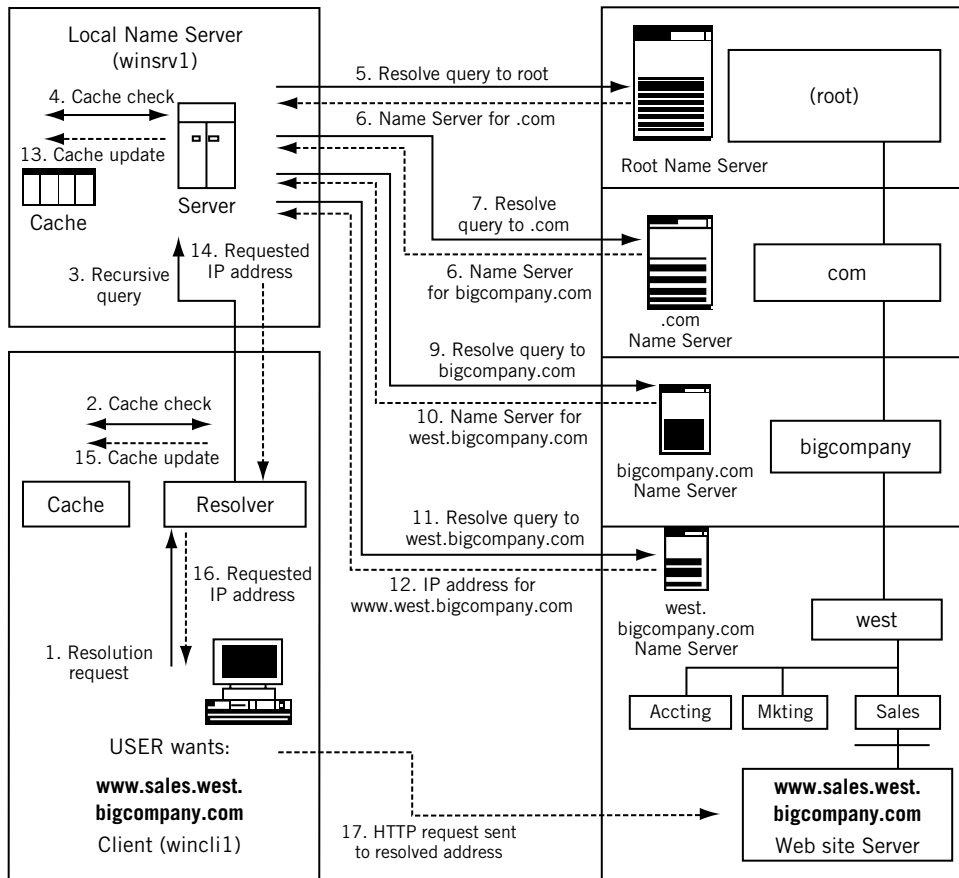 Local Name Server
(winsrv1)
4. Cache check
13. Cache update
Cache
Server
3. Recursive
query
14. Requested
IP address
5. Resolve query to root
6. Name Server for .com
7. Resolve
query to .com
6. Name Server
for bigcompany.com
9. Resolve query to
bigcompany.com
10. Name Server for
west.bigcompany.com
11. Resolve query to
west.bigcompany.com
12. IP address for
www.west.bigcompany.com
2. Cache check
15. Cache update
Cache
Resolver
16. Requested
IP address
1. Resolution
request
USER wants:
www.sales.west.
bigcompany.com
Client (wincli1)
17. HTTP request sent
to resolved address
Root Name Server
(root)
.com
Name Server
com
bigcompany.com
Name Server
bigcompany
west.
bigcompany.com
Name Server
west
Accting
Mkting
Sales
www.sales.west.
bigcompany.com
Web site Server